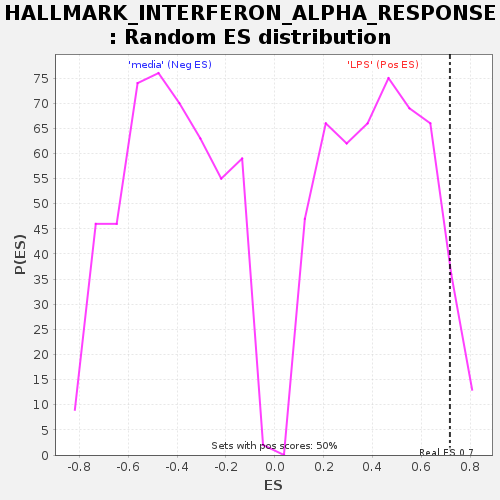 HALLMARK_INTERFERON_ALPHA_RESPONSE
: Random ES distribution
'media' (Neg ES)
'LPS' (Pos ES)
P(ES)
75
70
65
60
55
50
45
40
35
30
25
20
15
10
5
0
Sets with pos scores: 50%
Real ES 0.7
-0.8 -0.6 -0.4 -0.2 0.0 0.2 0.4 0.6 0.8
ES